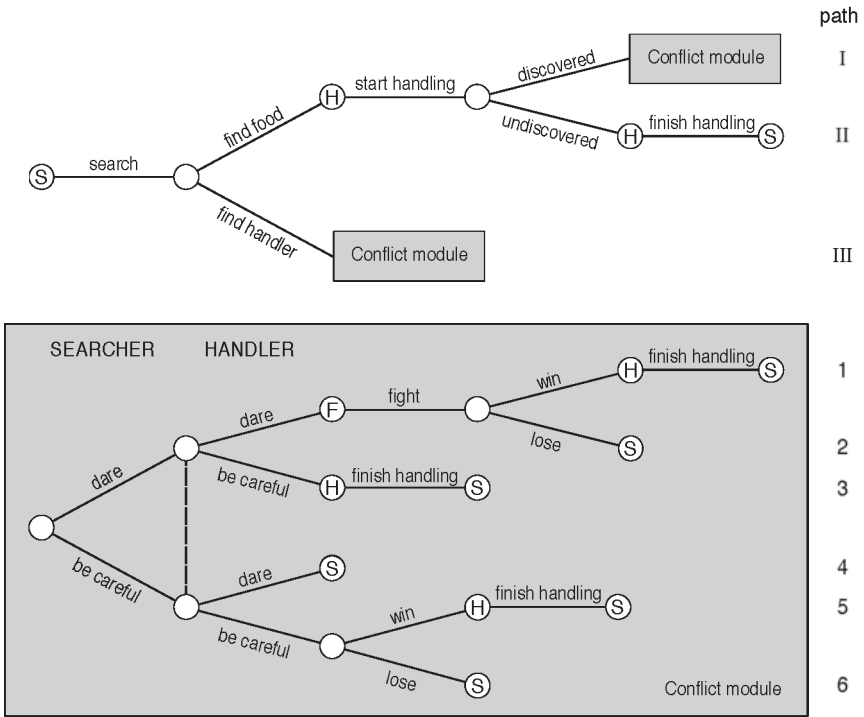 path
discovered
Conflict module
I
H
start handling
find food
undiscovered
H
finish handling
S
II
S
search
find handler
Conflict module
III
SEARCHER
HANDLER
finish handling
win
H
S
1
fight
dare
F
lose
S
2
dare
be careful
finish handling
H
S
3
be careful
dare
S
4
finish handling
win
H
S
5
be careful
lose
S
Conflict module
6